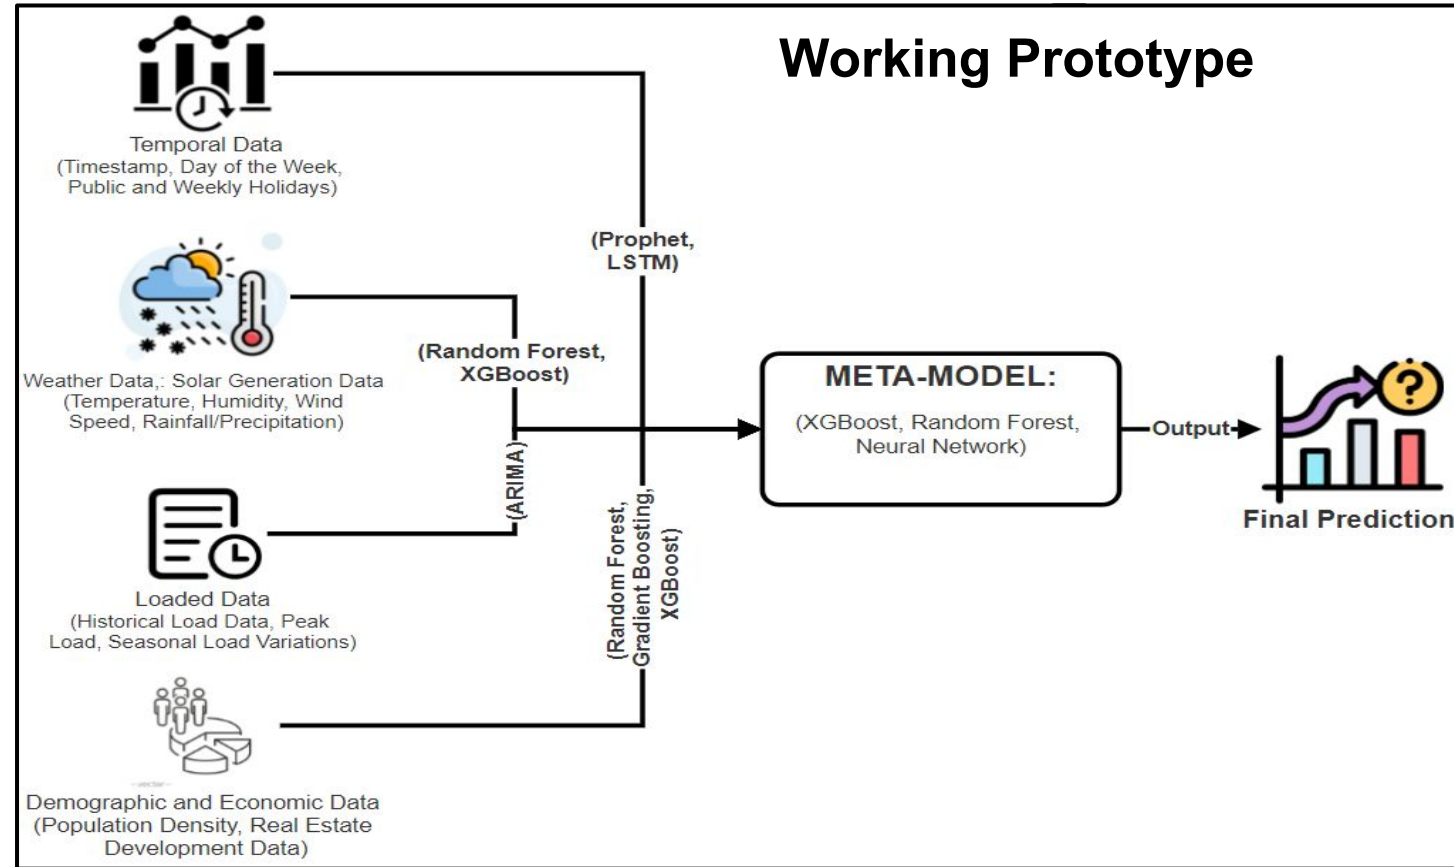 Working Prototype
Temporal Data
(Timestamp, Day of the Week,
Public and Weekly Holidays)
(Prophet,
LSTM)
Weather Data,: Solar Generation Data
(Temperature, Humidity, Wind
Speed, Rainfall/Precipitation)
(Random Forest,
XGBoost)
META-MODEL:
(XGBoost, Random Forest,
Neural Network)
Output
Final Prediction
(ARIMA)
Loaded Data
(Historical Load Data, Peak
Load, Seasonal Load Variations)
(Random Forest,
Gradient Boosting,
XGBoost)
vector
Demographic and Economic Data
(Population Density, Real Estate
Development Data)